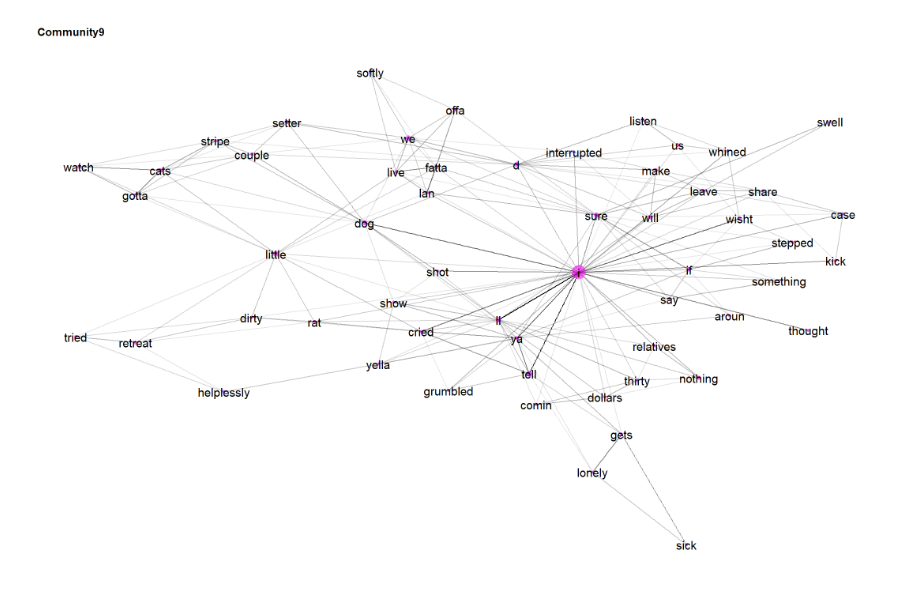 Community9
softly
offa
setter
listen
swell
stripe
we
us
couple
interrupted
whined
watch
cats
live
fatta
d
make
gotta
lan
leave
share
dog
sure
will
wisht
case
little
stepped
shot
if
kick
something
show
say
dirty
rat
ll
aroun
tried
retreat
cried
ya
thought
yella
relatives
tell
thirty
nothing
helplessly
grumbled
dollars
comin
gets
lonely
sick